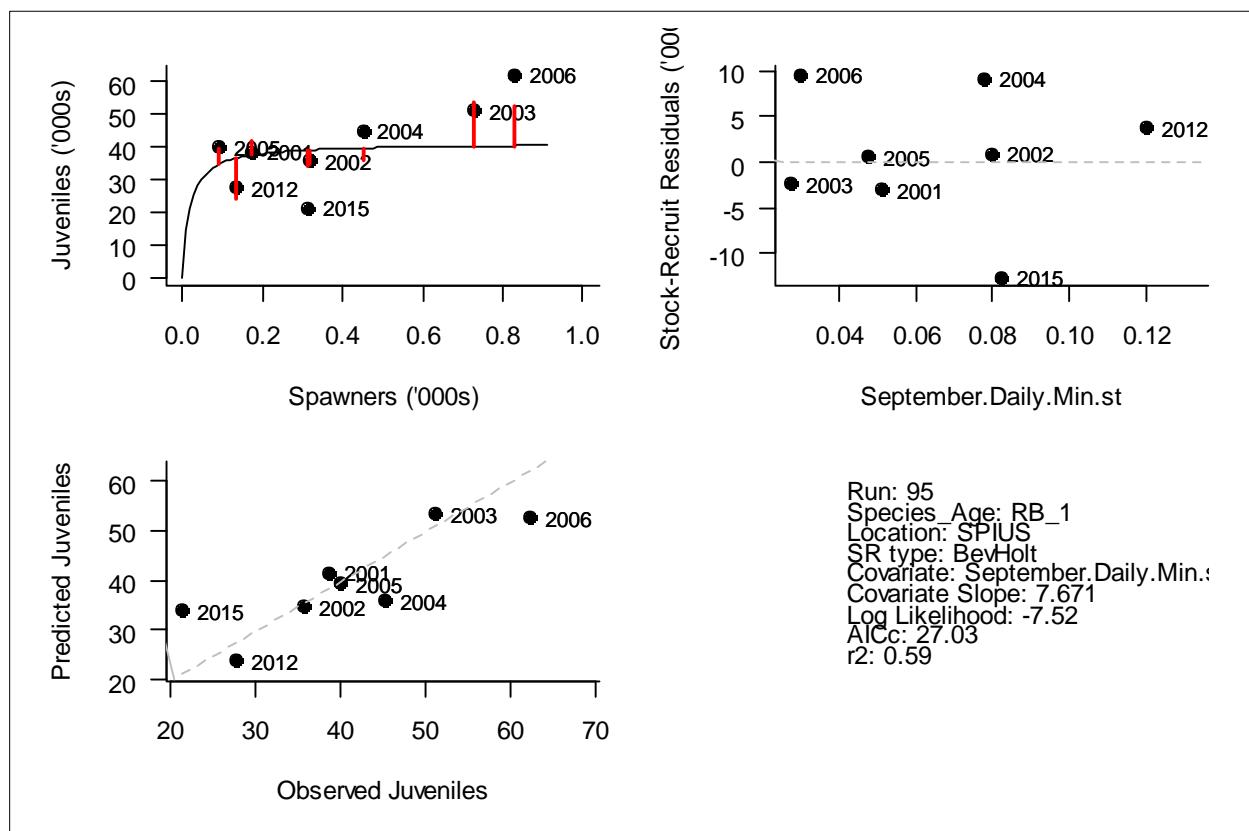 Juveniles ('000s)
60
50
40
30
20
10
0
2006
2003
2004
2005
2001
2002
2012
2015
0.0 0.2 0.4 0.6 0.8 1.0
Spawners ('000s)
Stock-Recruit Residuals ('00
10
5
0
-5
-10
2006
2004
2012
2005
2002
2003
2001
2015
0.04 0.06 0.08 0.10 0.12
September.Daily.Min.st
Predicted Juveniles
60
50
40
30
20
2003
2006
2001
2005
2015
2002
2004
2012
20 30 40 50 60 70
Observed Juveniles
Run: 95
Species_Age: RB_1
Location: SPIUS
SR type: BevHolt
Covariate: September.Daily.Min.s
Covariate Slope: 7.671
Log Likelihood: -7.52
AICc: 27.03
r2: 0.59